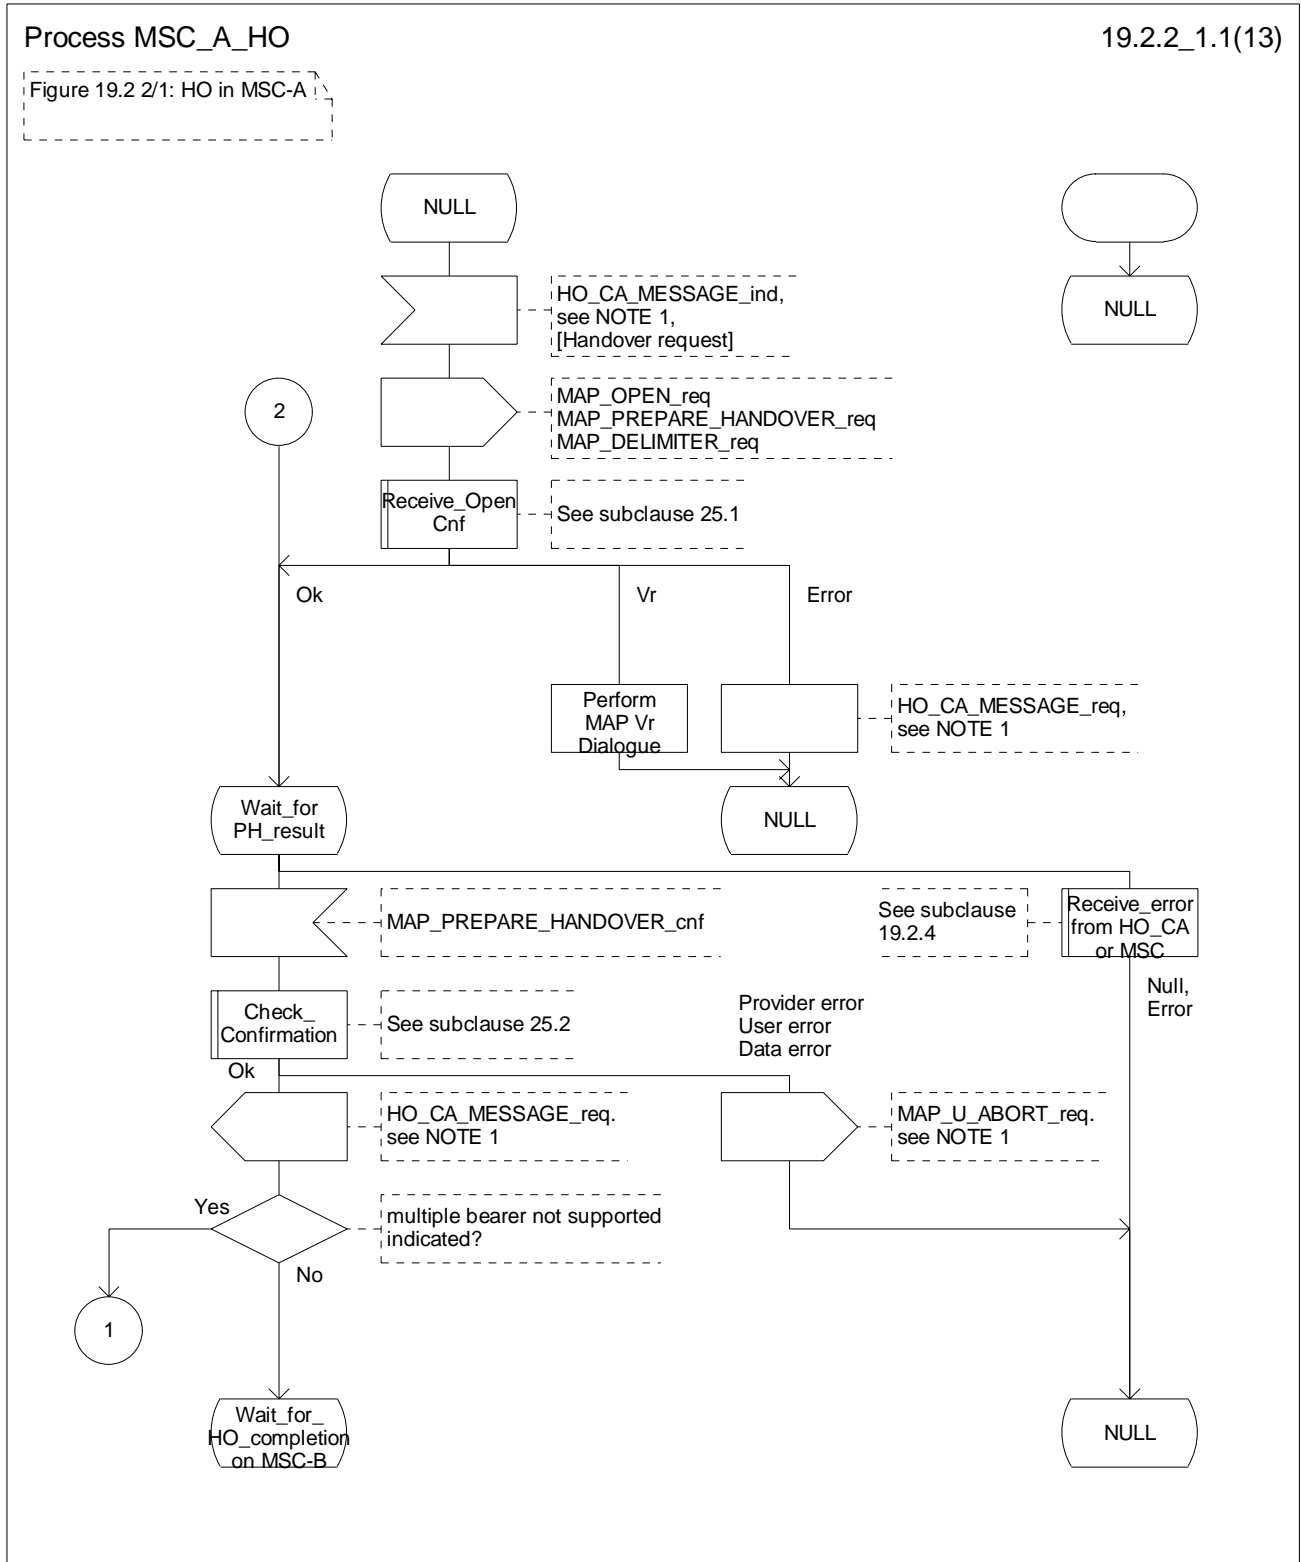 Process MSC_A_HO
19.2.2_1.1(13)
Figure 19.2 2/1: HO in MSC-A
NULL
HO_CA_MESSAGE_ind,
see NOTE 1,
[Handover request]
NULL
2
MAP_OPEN_req
MAP_PREPARE_HANDOVER_req
MAP_DELIMITER_req
Receive_Open
Cnf
See subclause 25.1
Ok
Vr
Error
Perform
MAP Vr
Dialogue
HO_CA_MESSAGE_req,
see NOTE 1
Wait_for
PH_result
NULL
MAP_PREPARE_HANDOVER_cnf
See subclause
19.2.4
Receive_error
from HO_CA
or MSC
Null,
Error
Check_
Confirmation
See subclause 25.2
Provider error
User error
Data error
Ok
HO_CA_MESSAGE_req.
see NOTE 1
MAP_U_ABORT_req.
see NOTE 1
Yes
multiple bearer not supported
indicated?
No
1
Wait_for_
HO_completion
on MSC-B
NULL